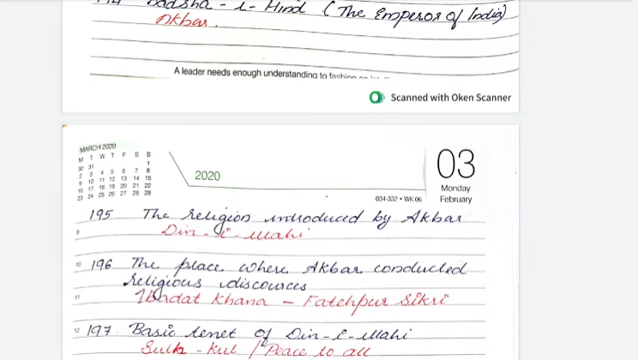 Badsha - i - Hind (The Emperor of India)
Akbar.
A leader needs enough understanding to fashion
Scanned with Oken Scanner
MARCH 2020
M T W T F S S
30 31 1
2 3 4 5 6 7 8
9 10 11 12 13 14 15
16 17 18 19 20 21 22
23 24 25 26 27 28 29
2020
03
Monday
February
034-332 • WK 06
195 The religion introduced by Akbar
9 Din-i-Illahi
10 196 The place where Akbar conducted
religious discources
11 Ibadat Khana - Fatehpur Sikri
12 197. Basic tenet of Din-i-Illahi
Sulh-kul / Peace to all